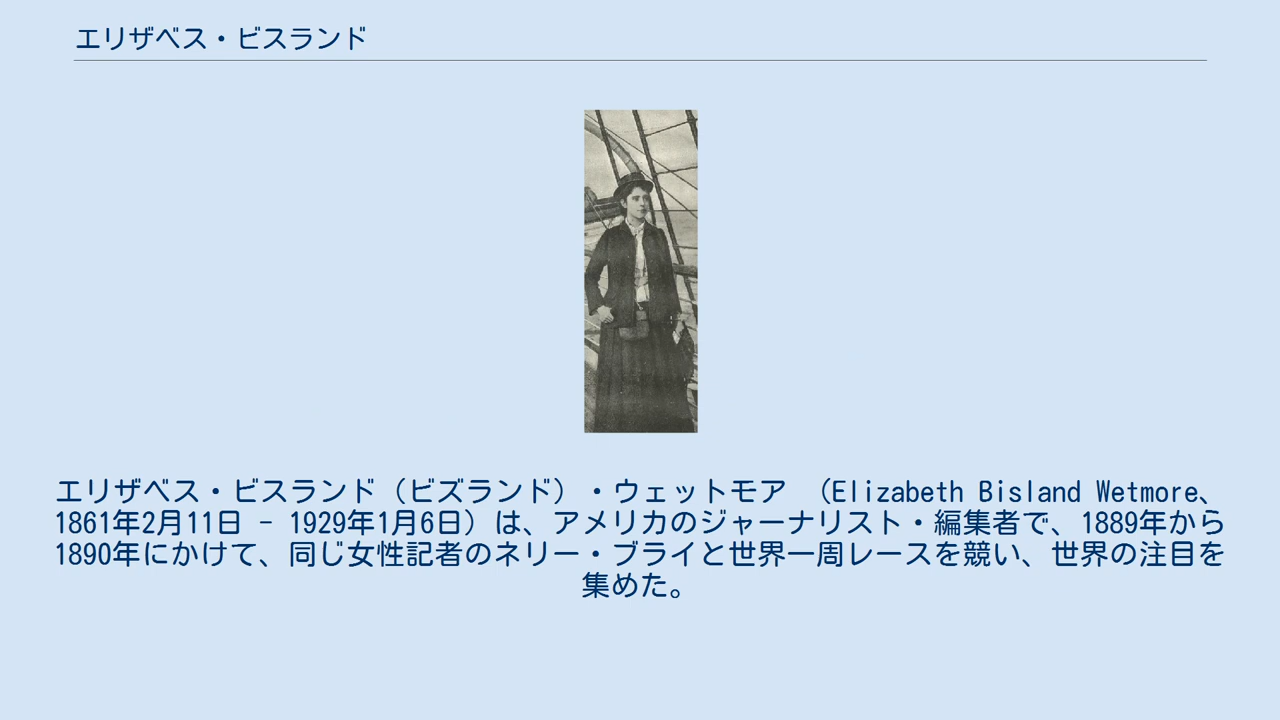 エリザベス・ビスランド
エリザベス・ビスランド（ビズランド）・ウェットモア （Elizabeth Bisland Wetmore、
1861年2月11日 - 1929年1月6日）は、アメリカのジャーナリスト・編集者で、1889年から
1890年にかけて、同じ女性記者のネリー・ブライと世界一周レースを競い、世界の注目を
集めた。